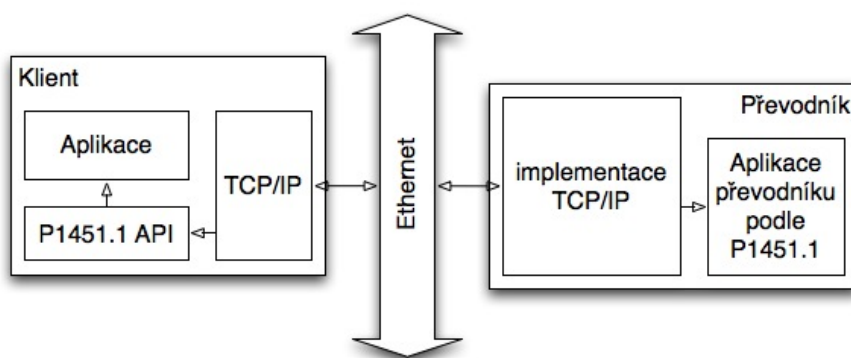 Klient
Aplikace
P1451.1 API
TCP/IP
Ethernet
Převodník
implementace
TCP/IP
Aplikace
převodníku
podle
P1451.1